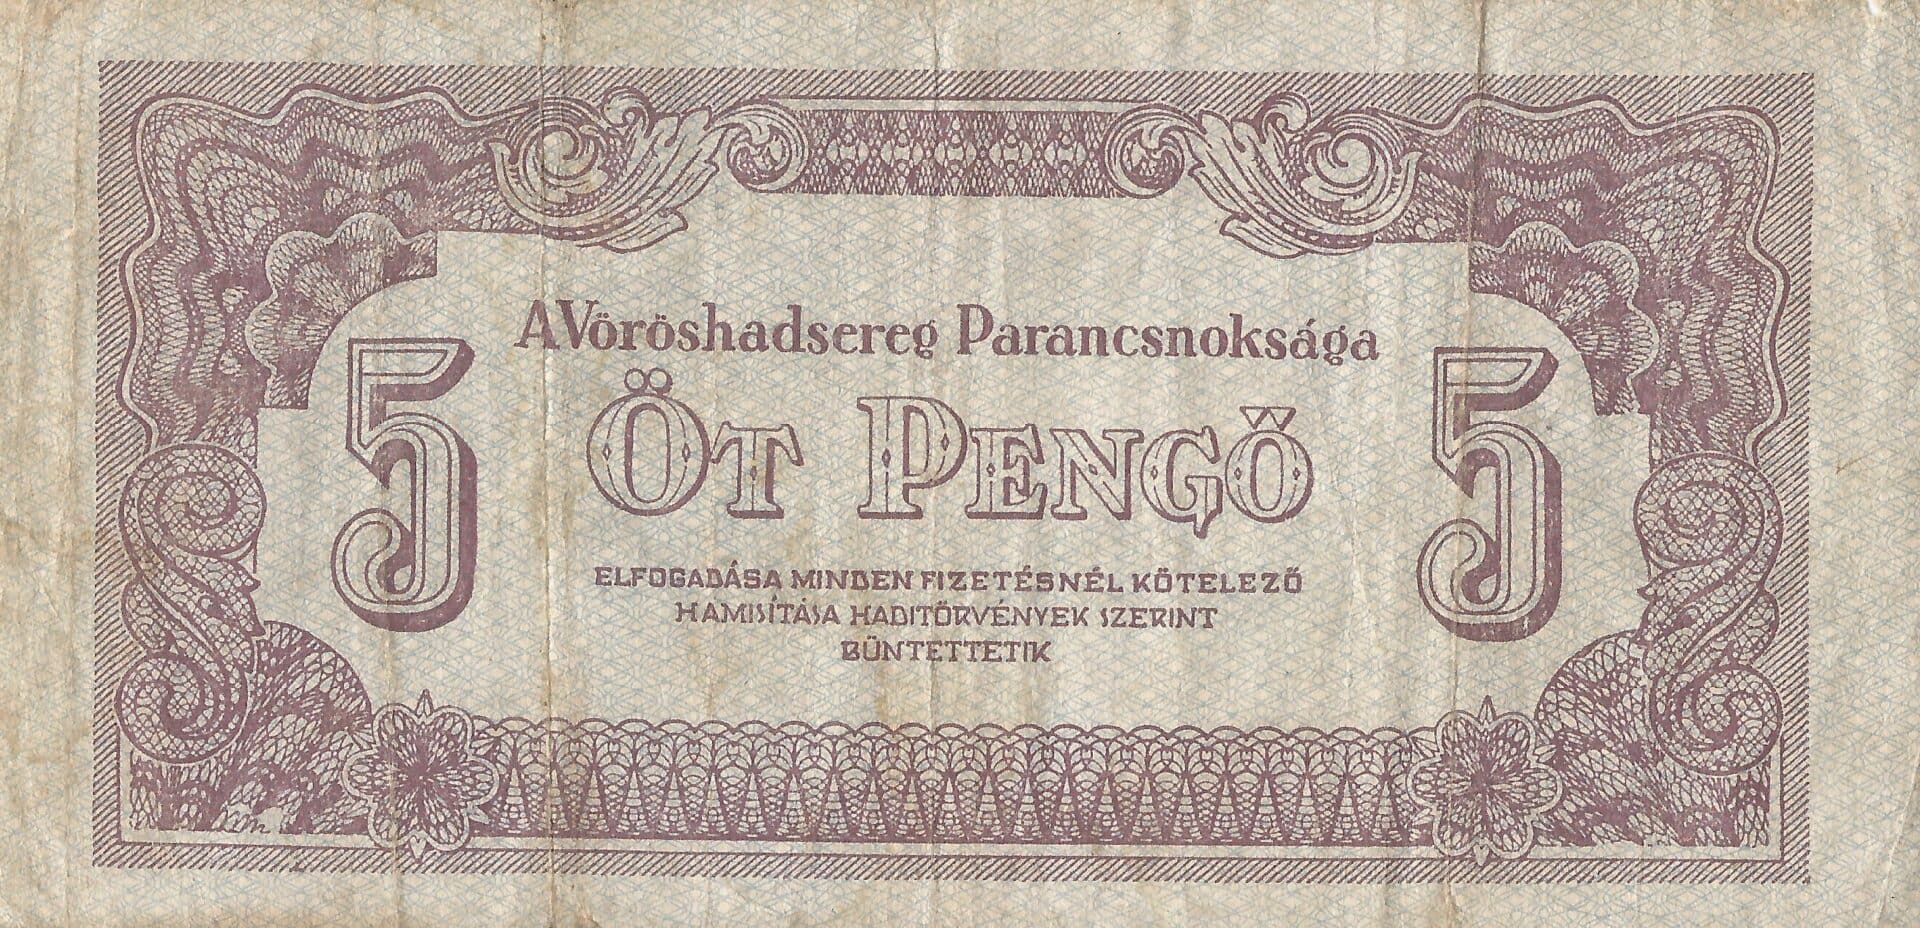 A Vöröshadsereg Parancsnoksága
5 ÖT PENGŐ 5
ELFOGADÁSA MINDEN FIZETÉSNÉL KÖTELEZŐ
HAMISÍTÁSA HADITÖRVÉNYEK SZERINT
BÜNTETTETIK